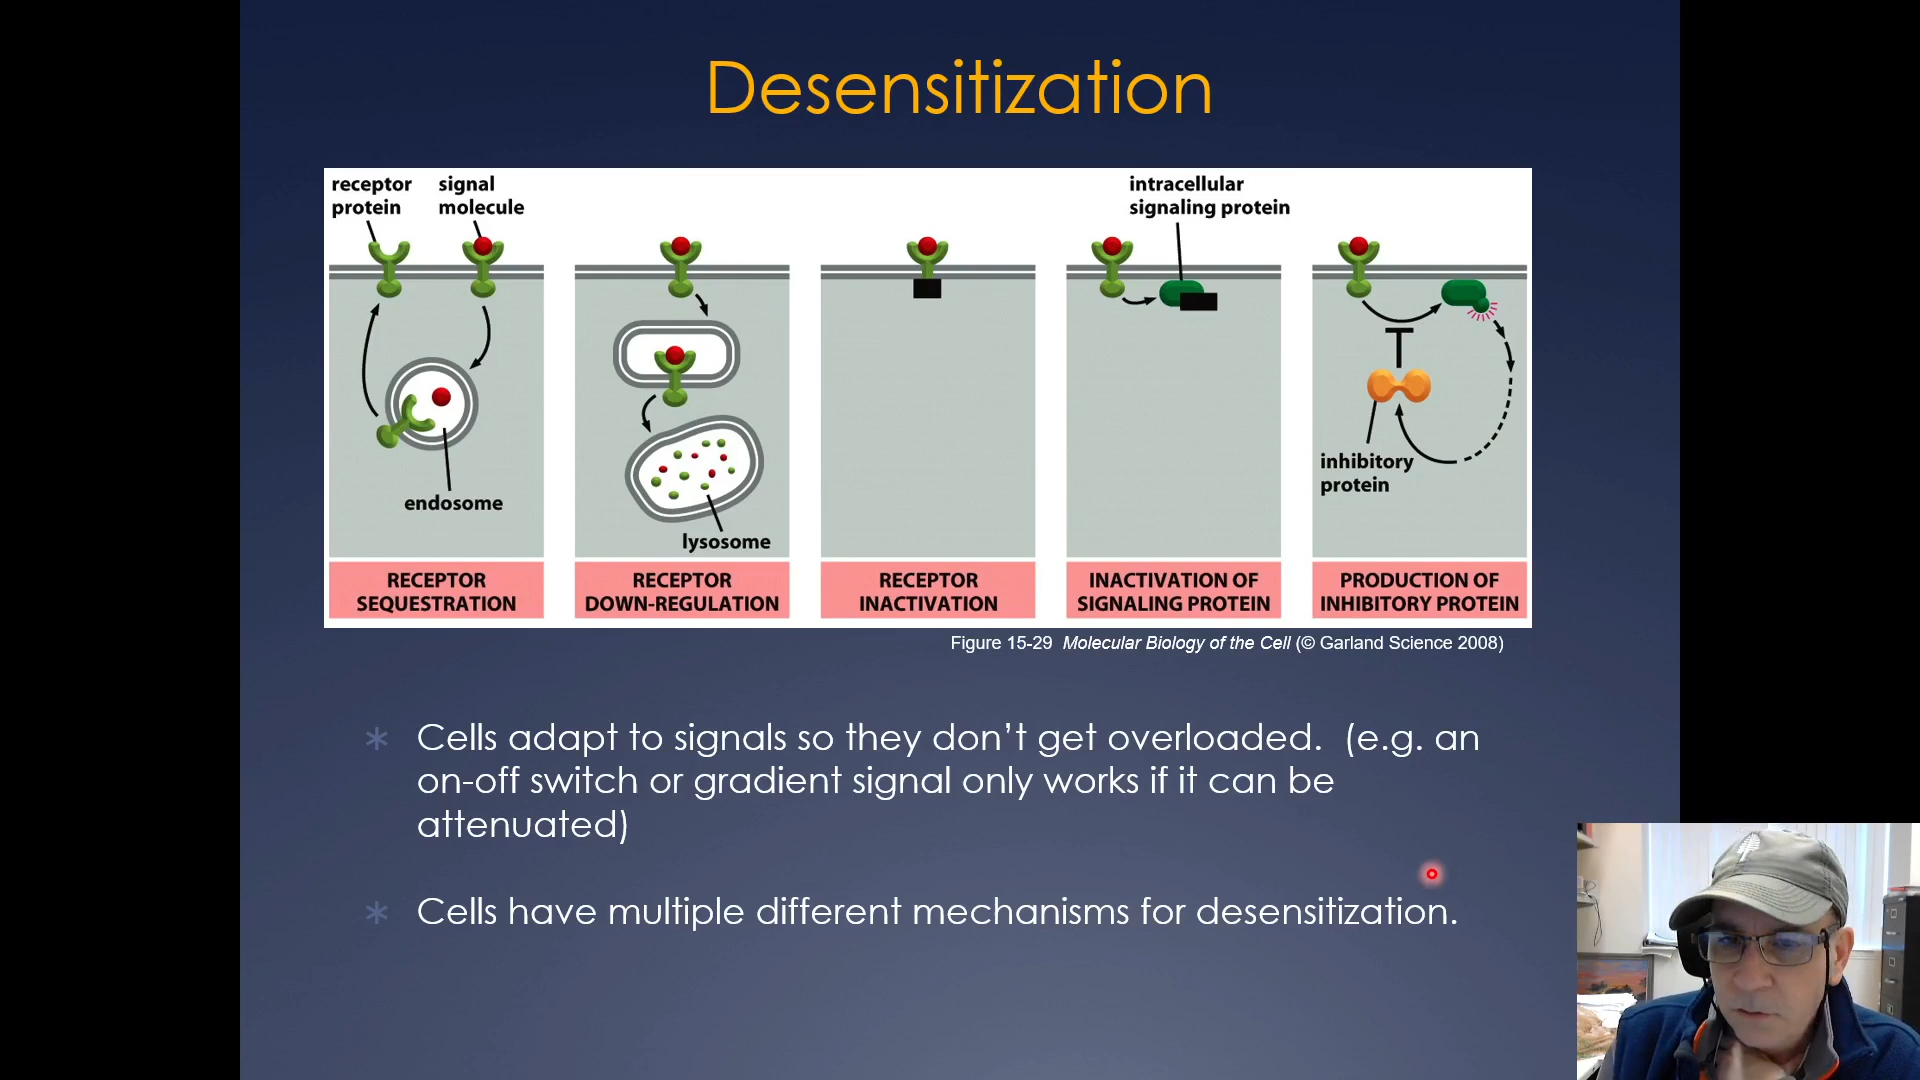 Desensitization
receptor
protein
signal
molecule
intracellular
signaling protein
endosome
lysosome
inhibitory
protein
RECEPTOR
SEQUESTRATION
RECEPTOR
DOWN-REGULATION
RECEPTOR
INACTIVATION
INACTIVATION OF
SIGNALING PROTEIN
PRODUCTION OF
INHIBITORY PROTEIN
Figure 15-29 Molecular Biology of the Cell (© Garland Science 2008)
Cells adapt to signals so they don’t get overloaded. (e.g. an
on-off switch or gradient signal only works if it can be
attenuated)
Cells have multiple different mechanisms for desensitization.